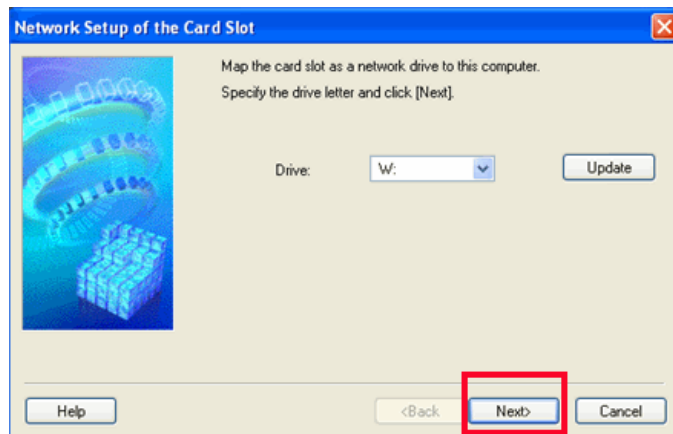 Network Setup of the Card Slot
Map the card slot as a network drive to this computer.
Specify the drive letter and click [Next].
Drive: W: Update
Help <Back Next> Cancel